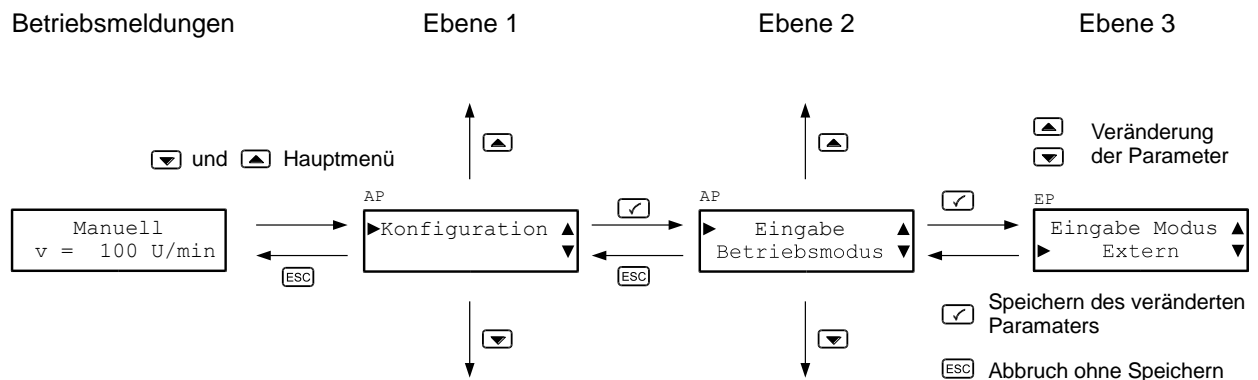 Betriebsmeldungen Ebene 1 Ebene 2 Ebene 3
▼ und ▲ Hauptmenü
Veränderung
der Parameter
AP
AP
EP
Manuell
v = 100 U/min
ESC
▶Konfiguration ▲
▼
ESC
▶ Eingabe ▲
Betriebsmodus ▼
Eingabe Modus ▲
▶ Extern ▼
Speichern des veränderten
Paramaters
ESC Abbruch ohne Speichern